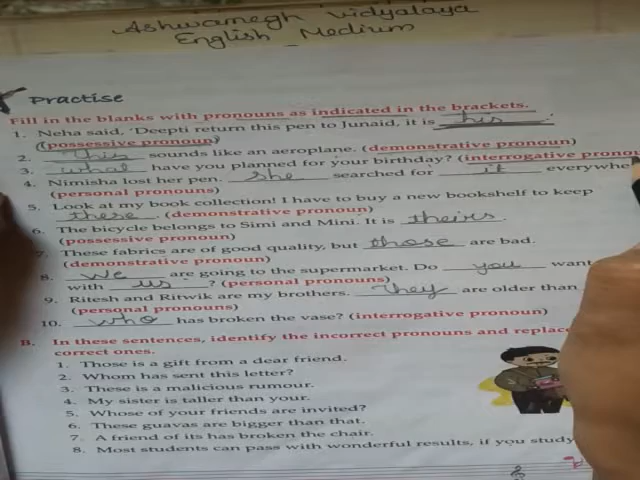 Ashwamegh Vidyalaya
English Medium
Practise
Fill in the blanks with pronouns as indicated in the brackets.
1. Neha said, 'Deepti return this pen to Junaid, it is his
(possessive pronoun)
2. This sounds like an aeroplane. (demonstrative pronoun)
3. what have you planned for your birthday? (interrogative pronou
4. Nimisha lost her pen. she searched for it everywhe
(personal pronouns)
5. Look at my book collection! I have to buy a new bookshelf to keep
these. (demonstrative pronoun)
6. The bicycle belongs to Simi and Mini. It is theirs.
(possessive pronoun)
7. These fabrics are of good quality, but those are bad.
(demonstrative pronoun)
8. We are going to the supermarket. Do you want
with us? (personal pronouns)
9. Ritesh and Ritwik are my brothers. They are older than
(personal pronouns)
10. who has broken the vase? (interrogative pronoun)
B. In these sentences, identify the incorrect pronouns and replace
correct ones.
1. Those is a gift from a dear friend.
2. Whom has sent this letter?
3. These is a malicious rumour.
4. My sister is taller than your.
5. Whose of your friends are invited?
6. These guavas are bigger than that.
7. A friend of its has broken the chair.
8. Most students can pass with wonderful results, if you study